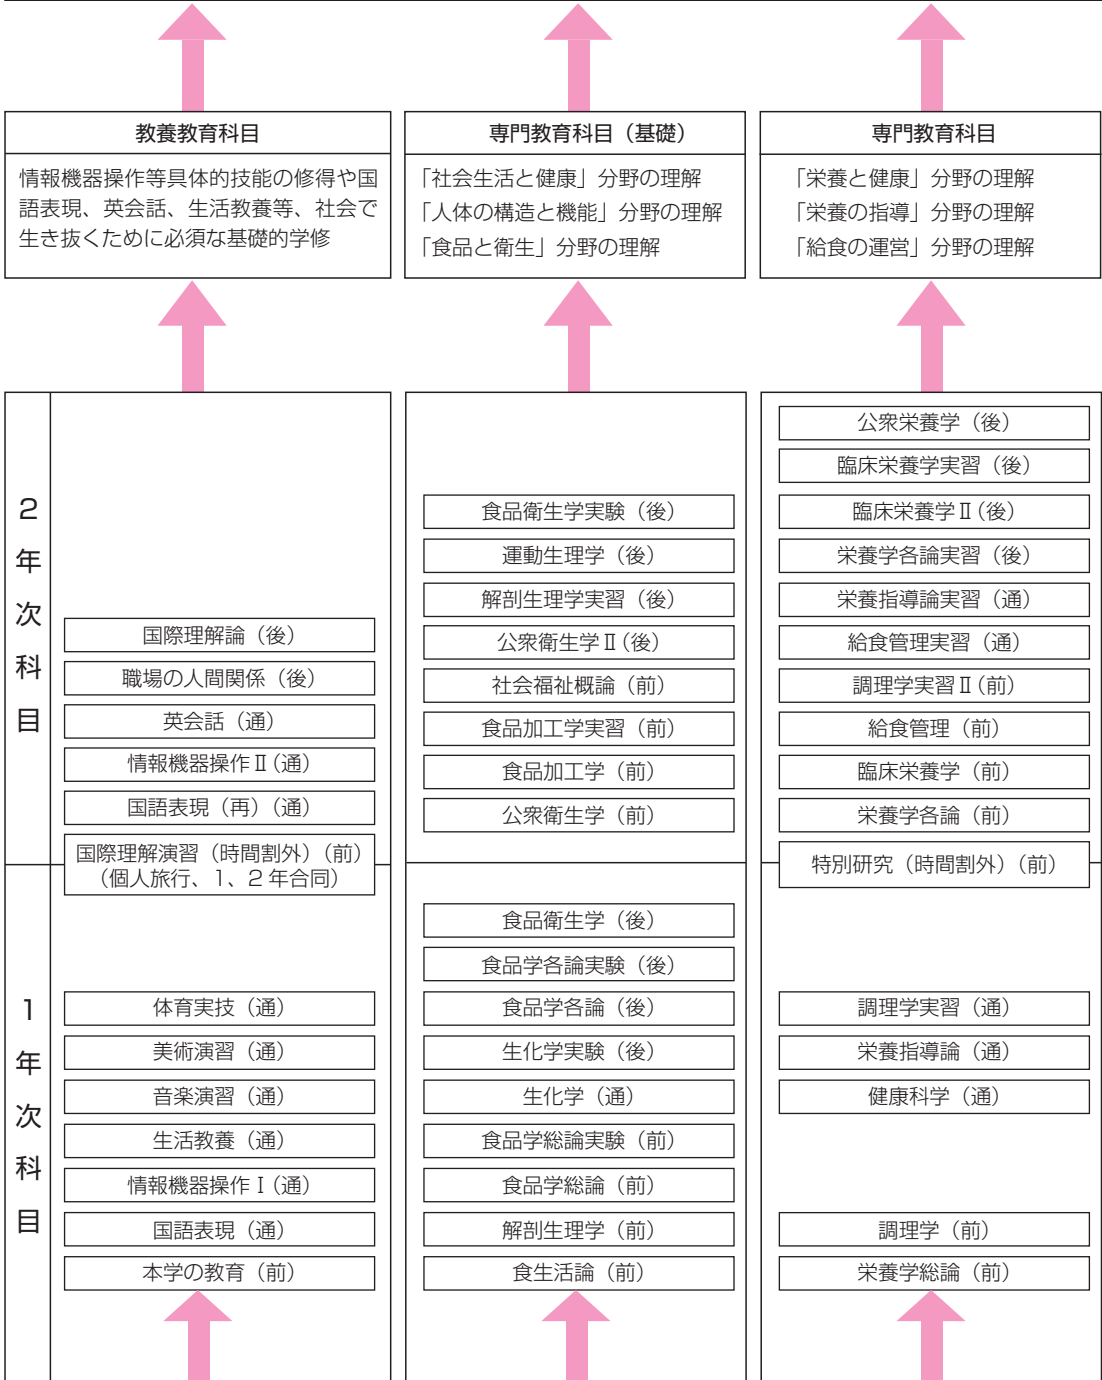 教養教育科目
情報機器操作等具体的技能の修得や国
語表現、英会話、生活教養等、社会で
生き抜くために必須な基礎的学修
専門教育科目（基礎）
「社会生活と健康」分野の理解
「人体の構造と機能」分野の理解
「食品と衛生」分野の理解
専門教育科目
「栄養と健康」分野の理解
「栄養の指導」分野の理解
「給食の運営」分野の理解
2年次科目
国際理解論（後）
職場の人間関係（後）
英会話（通）
情報機器操作Ⅱ（通）
国語表現（再）（通）
国際理解演習（時間割外）（前）
（個人旅行、1、2年合同）
1年次科目
体育実技（通）
美術演習（通）
音楽演習（通）
生活教養（通）
情報機器操作Ⅰ（通）
国語表現（通）
本学の教育（前）
食品衛生学実験（後）
運動生理学（後）
解剖生理学実習（後）
公衆衛生学Ⅱ（後）
社会福祉概論（前）
食品加工学実習（前）
食品加工学（前）
公衆衛生学（前）
食品衛生学（後）
食品学各論実験（後）
食品学各論（後）
生化学実験（後）
生化学（通）
食品学総論実験（前）
食品学総論（前）
解剖生理学（前）
食生活論（前）
公衆栄養学（後）
臨床栄養学実習（後）
臨床栄養学Ⅱ（後）
栄養学各論実習（後）
栄養指導論実習（通）
給食管理実習（通）
調理学実習Ⅱ（前）
給食管理（前）
臨床栄養学（前）
栄養学各論（前）
特別研究（時間割外）（前）
調理学実習（通）
栄養指導論（通）
健康科学（通）
調理学（前）
栄養学総論（前）